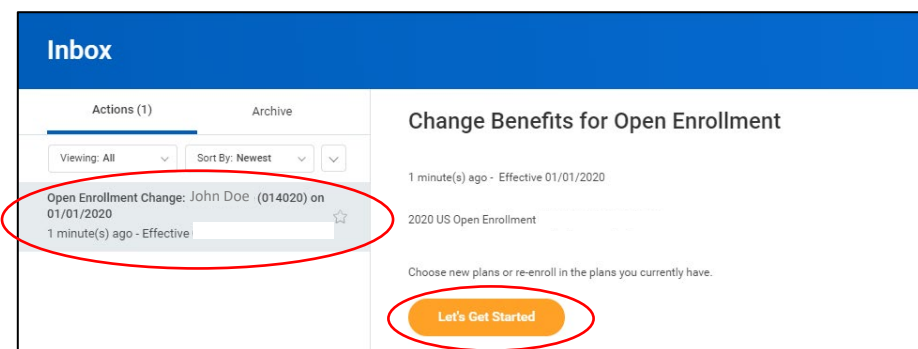 Inbox
Actions (1)
Archive
Viewing: All
Sort By: Newest
Open Enrollment Change: John Doe (014020) on
01/01/2020
1 minute(s) ago - Effective
Change Benefits for Open Enrollment
1 minute(s) ago - Effective 01/01/2020
2020 US Open Enrollment
Choose new plans or re-enroll in the plans you currently have.
Let's Get Started